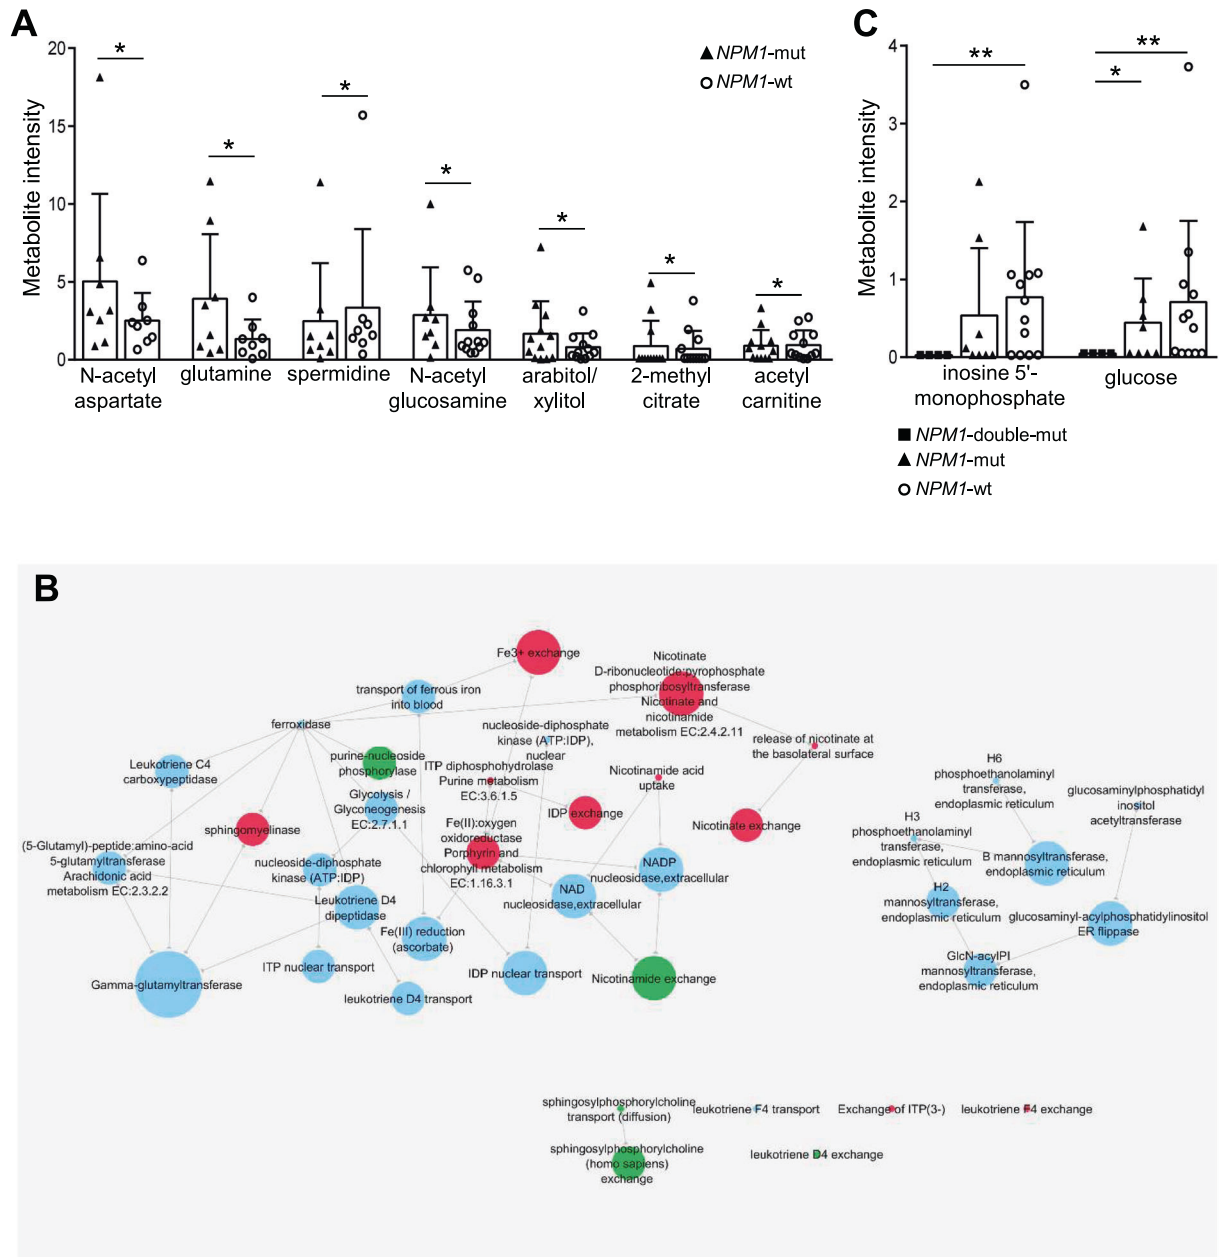 A
Metabolite intensity
20
15
10
5
0
*
*
*
*
*
*
*
NPM1-mut
NPM1-wt
N-acetyl
aspartate
glutamine
spermidine
N-acetyl
glucosamine
arabitol/
xylitol
2-methyl
citrate
acetyl
carnitine
C
Metabolite intensity
4
3
2
1
0
**
**
*
inosine 5'-
monophosphate
glucose
NPM1-double-mut
NPM1-mut
NPM1-wt
B
Fe3+ exchange
Nicotinate
D-ribonucleotide:pyrophosphate
phosphoribosyltransferase
Nicotinate and
nicotinamide
metabolism EC:2.4.2.11
transport of ferrous iron
into blood
ferroxidase
nucleoside-diphosphate
kinase (ATP:IDP),
nuclear
release of nicotinate at
the basolateral surface
Leukotriene C4
carboxypeptidase
purine-nucleoside
phosphorylase
ITP diphosphohydrolase
Purine metabolism
EC:3.6.1.5
Nicotinamide acid
uptake
H6
phosphoethanolaminyl
transferase,
endoplasmic reticulum
glucosaminylphosphatidyl
inositol
acetyltransferase
Glycolysis /
Glyconeogenesis
EC:2.7.1.1
IDP exchange
Nicotinate exchange
sphingomyelinase
Fe(II):oxygen
oxidoreductase
Porphyrin and
chlorophyll metabolism
EC:1.16.3.1
H3
phosphoethanolaminyl
transferase,
endoplasmic reticulum
(5-Glutamyl)-peptide:amino-acid
5-glutamyltransferase
Arachidonic acid
metabolism EC:2.3.2.2
nucleoside-diphosphate
kinase (ATP:IDP)
NADP
nucleosidase,extracellular
B mannosyltransferase,
endoplasmic reticulum
Leukotriene D4
dipeptidase
NAD
nucleosidase,extracellular
H2
mannosyltransferase,
endoplasmic reticulum
glucosaminyl-acylphosphatidylinositol
ER flippase
Fe(III) reduction
(ascorbate)
GlcN-acylPI
mannosyltransferase,
endoplasmic reticulum
Gamma-glutamyltransferase
ITP nuclear transport
IDP nuclear transport
Nicotinamide exchange
leukotriene D4 transport
sphingosylphosphorylcholine
transport (diffusion)
leukotriene F4 transport
Exchange of ITP(3-)
leukotriene F4 exchange
sphingosylphosphorylcholine
(homo sapiens)
exchange
leukotriene D4 exchange